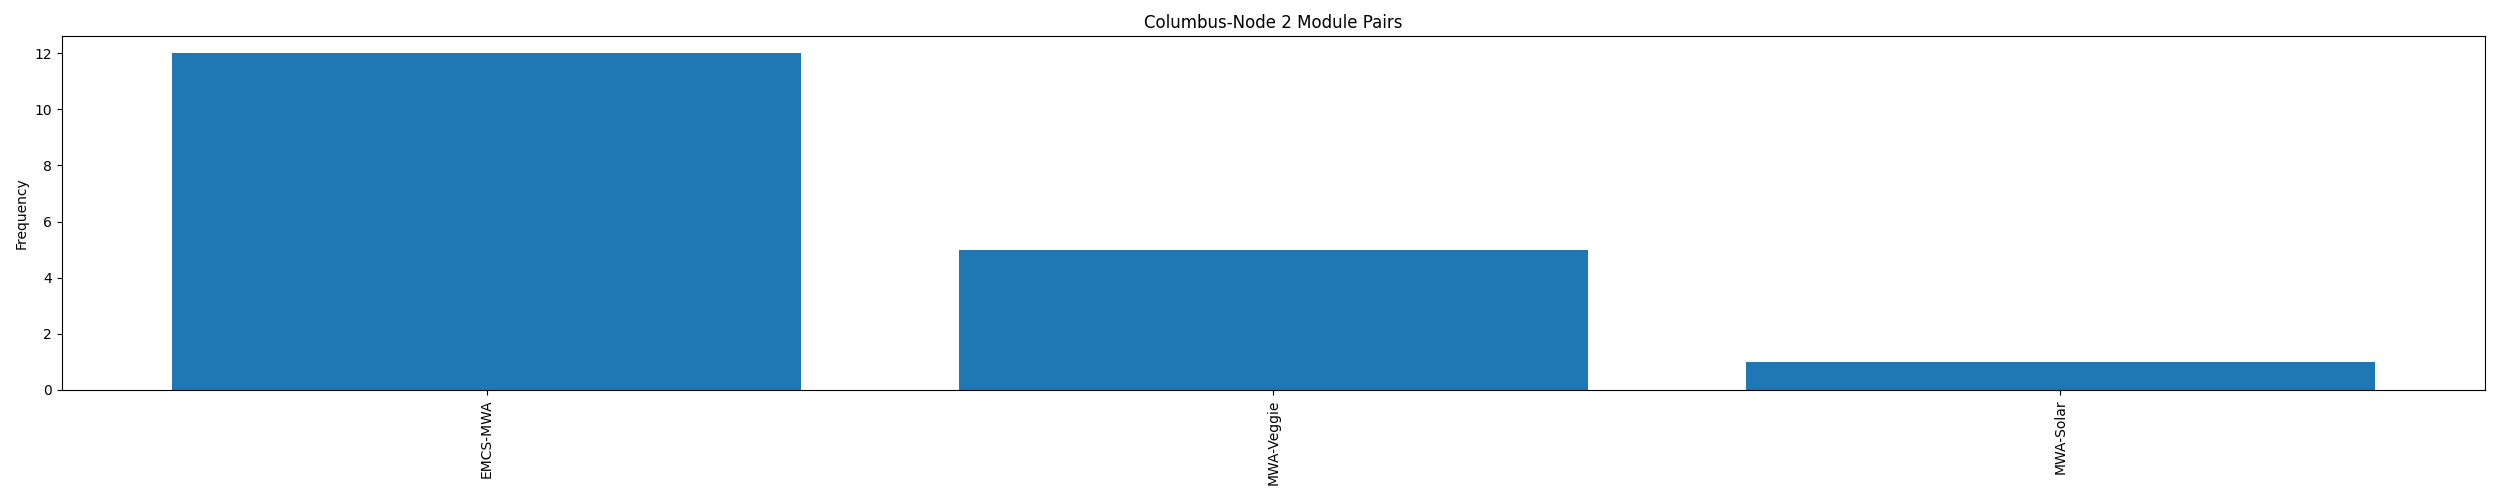 Columbus-Node 2 Module Pairs
Frequency
12
10
8
6
4
2
0
EMCS-MWA
MWA-Veggie
MWA-Solar